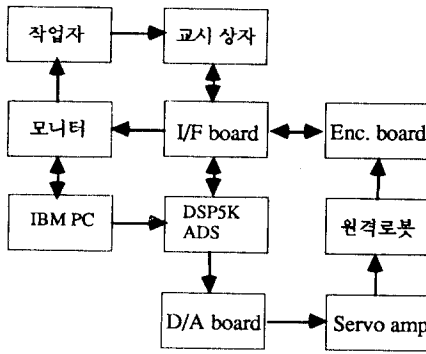 작업자
교시 상자
모니터
I/F board
Enc. board
IBM PC
DSP5K
ADS
원격로봇
D/A board
Servo amp